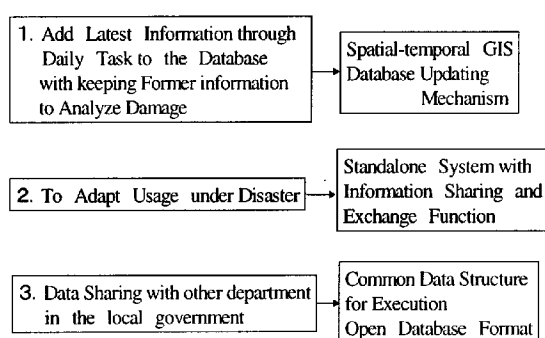 1. Add Latest Information through
Daily Task to the Database
with keeping Former information
to Analyze Damage
Spatial-temporal GIS
Database Updating
Mechanism
2. To Adapt Usage under Disaster
Standalone System with
Information Sharing and
Exchange Function
3. Data Sharing with other department
in the local government
Common Data Structure
for Execution
Open Database Format